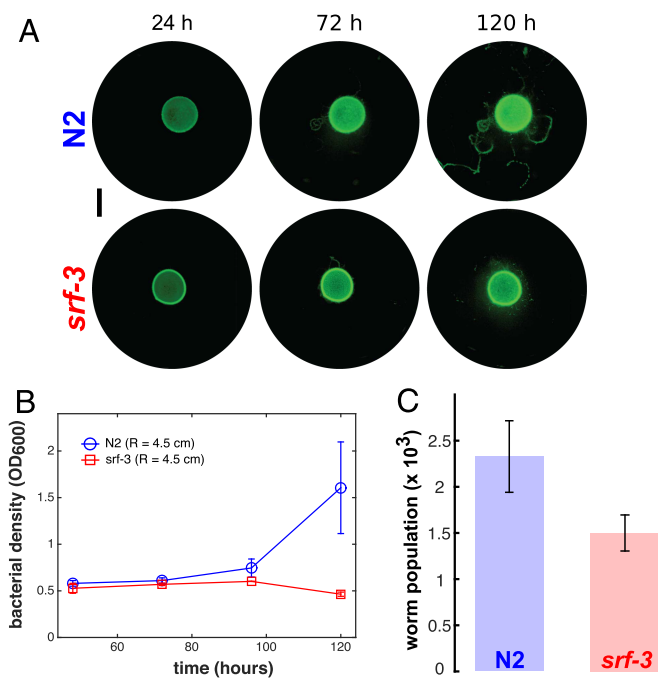 A
24 h
72 h
120 h
N2
srf-3
B
N2 (R = 4.5 cm)
srf-3 (R = 4.5 cm)
2
1.5
1
0.5
0
60
80
100
120
bacterial density (OD600)
time (hours)
C
2.5
2
1.5
1
0.5
0
worm population (x 10³)
N2
srf-3